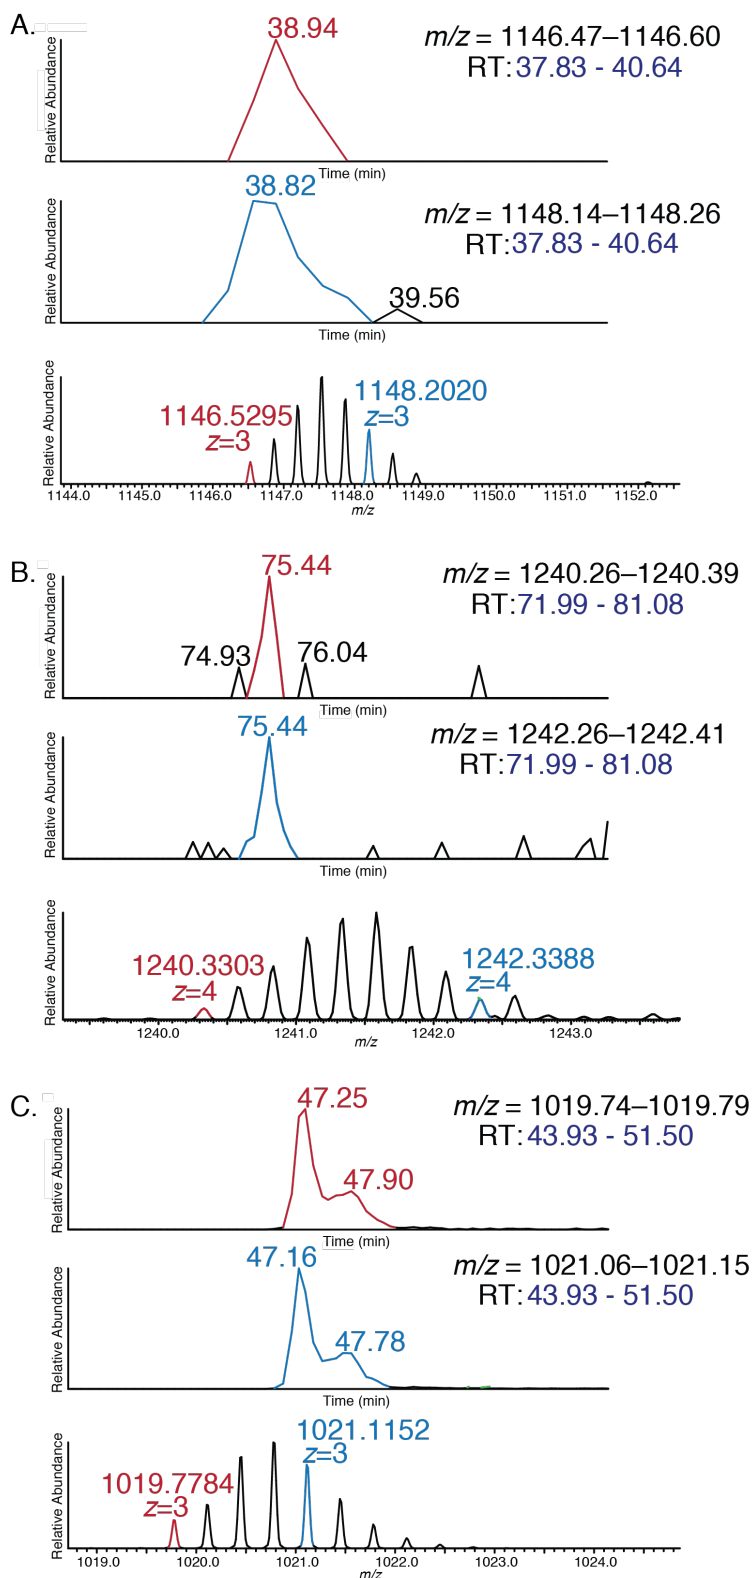 A.
38.94
m/z = 1146.47–1146.60
RT: 37.83 - 40.64
Relative Abundance
Time (min)
38.82
m/z = 1148.14–1148.26
RT: 37.83 - 40.64
39.56
Relative Abundance
Time (min)
1146.5295
z=3
1148.2020
z=3
Relative Abundance
1144.0 1145.0 1146.0 1147.0 1148.0 1149.0 1150.0 1151.0 1152.0
m/z
B.
75.44
m/z = 1240.26–1240.39
RT: 71.99 - 81.08
74.93
76.04
Relative Abundance
Time (min)
75.44
m/z = 1242.26–1242.41
RT: 71.99 - 81.08
Relative Abundance
Time (min)
1240.3303
z=4
1242.3388
z=4
Relative Abundance
1240.0 1241.0 1242.0 1243.0
m/z
C.
47.25
m/z = 1019.74–1019.79
RT: 43.93 - 51.50
47.90
Relative Abundance
Time (min)
47.16
m/z = 1021.06–1021.15
RT: 43.93 - 51.50
47.78
Relative Abundance
Time (min)
1019.7784
z=3
1021.1152
z=3
Relative Abundance
1019.0 1020.0 1021.0 1022.0 1023.0 1024.0
m/z